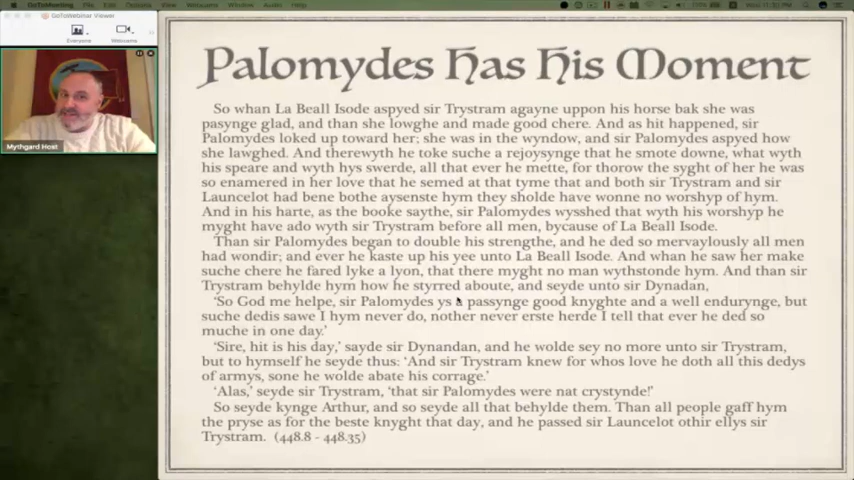 GoToMeeting File Edit View Webcams Window Audio Help
GoToWebinar Viewer
Everyone
Webcams
Mythgard Host
Palomydes Has His Moment
So whan La Beall Isode aspyed sir Trystram agayne uppon his horse bak she was
pasynge glad, and than she lowghe and made good chere. And as hit happened, sir
Palomydes loked up toward her; she was in the wyndow, and sir Palomydes aspyed how
she lawghed. And therewyth he toke suche a rejoysynge that he smote downe, what wyth
his speare and wyth hys swerde, all that ever he mette, for thorow the syght of her he was
so enamered in her love that he semed at that tyme that and both sir Trystram and sir
Launcelot had bene bothe ayenste hym they sholde have wonne no worshyp of hym.
And in his harte, as the booke saythe, sir Palomydes wysshed that wyth his worshyp he
myght have ado wyth sir Trystram before all men, bycause of La Beall Isode.
Than sir Palomydes began to double his strengthe, and he ded so mervaylously all men
had wondir; and ever he kaste up his yee unto La Beall Isode. And whan he saw her make
suche chere he fared lyke a lyon, that there myght no man wythstonde hym. And than sir
Trystram behylde hym how he styrred aboute, and seyde unto sir Dynadan,
'So God me helpe, sir Palomydes ys a passynge good knyghte and a well endurynge, but
suche dedis sawe I hym never do, nother never erste herde I tell that ever he ded so
muche in one day.'
'Sire, hit is his day,' sayde sir Dynandan, and he wolde sey no more unto sir Trystram,
but to hymself he seyde thus: 'And sir Trystram knew for whos love he doth all this dedys
of armys, sone he wolde abate his corrage.'
'Alas,' seyde sir Trystram, 'that sir Palomydes were nat crystynde!'
So seyde kynge Arthur, and so seyde all that behylde them. Than all people gaff hym
the pryse as for the beste knyght that day, and he passed sir Launcelot othir ellys sir
Trystram. (448.8 - 448.35)